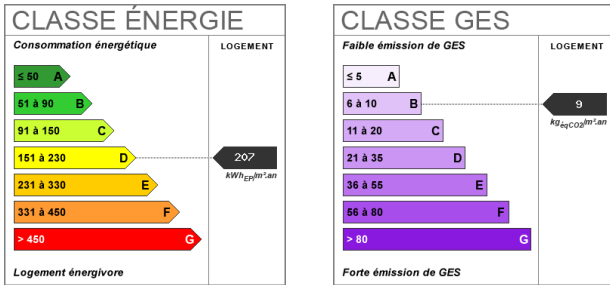 CLASSE ÉNERGIE
Consommation énergétique
LOGEMENT
≤ 50 A
51 à 90 B
91 à 150 C
151 à 230 D
207
kWhEP/m².an
231 à 330 E
331 à 450 F
> 450 G
Logement énergivore
CLASSE GES
Faible émission de GES
LOGEMENT
≤ 5 A
6 à 10 B
9
kgéqCO2/m².an
11 à 20 C
21 à 35 D
36 à 55 E
56 à 80 F
> 80 G
Forte émission de GES